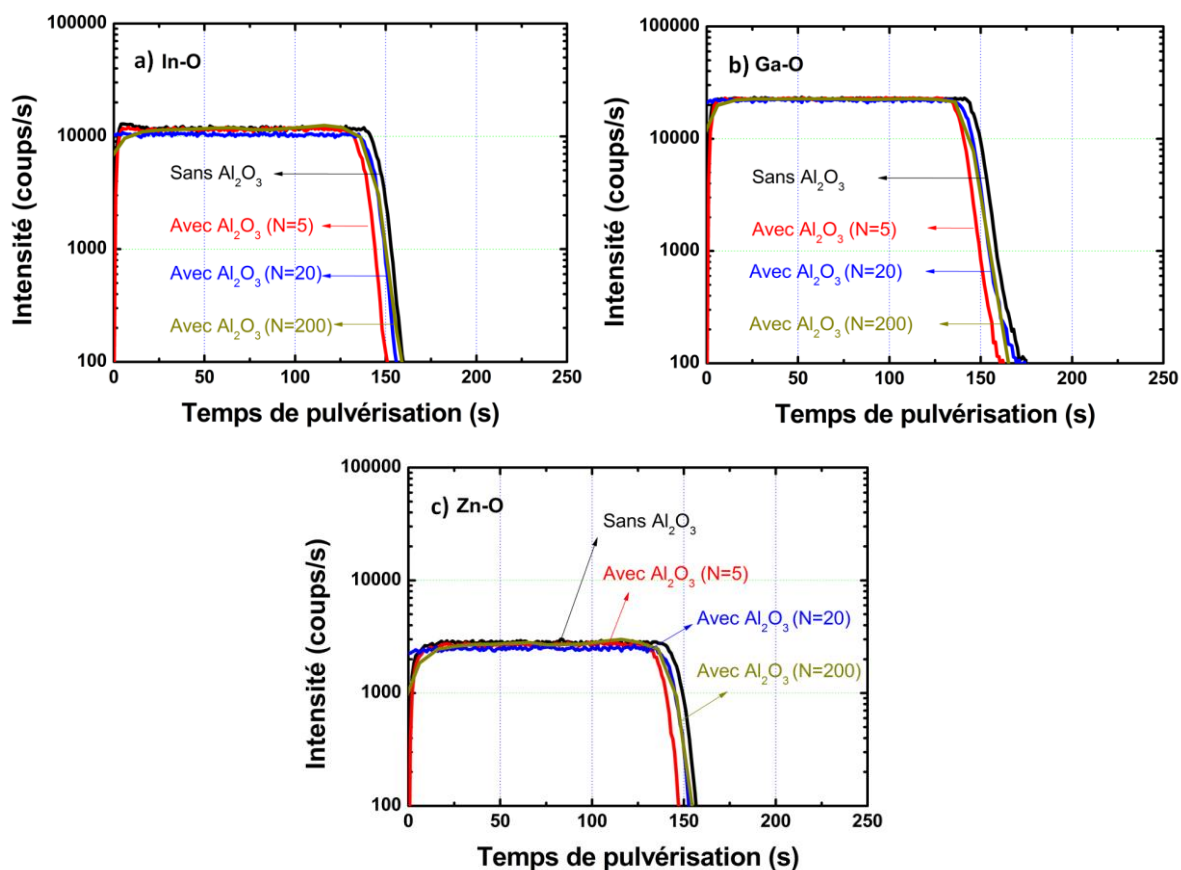 a) In-O
Intensité (coups/s)
100000
10000
1000
100
Sans Al₂O₃
Avec Al₂O₃ (N=5)
Avec Al₂O₃ (N=20)
Avec Al₂O₃ (N=200)
0 50 100 150 200 250
Temps de pulvérisation (s)
b) Ga-O
Intensité (coups/s)
100000
10000
1000
100
Sans Al₂O₃
Avec Al₂O₃ (N=5)
Avec Al₂O₃ (N=20)
Avec Al₂O₃ (N=200)
0 50 100 150 200 250
Temps de pulvérisation (s)
c) Zn-O
Intensité (coups/s)
100000
10000
1000
100
Sans Al₂O₃
Avec Al₂O₃ (N=5)
Avec Al₂O₃ (N=20)
Avec Al₂O₃ (N=200)
0 50 100 150 200 250
Temps de pulvérisation (s)